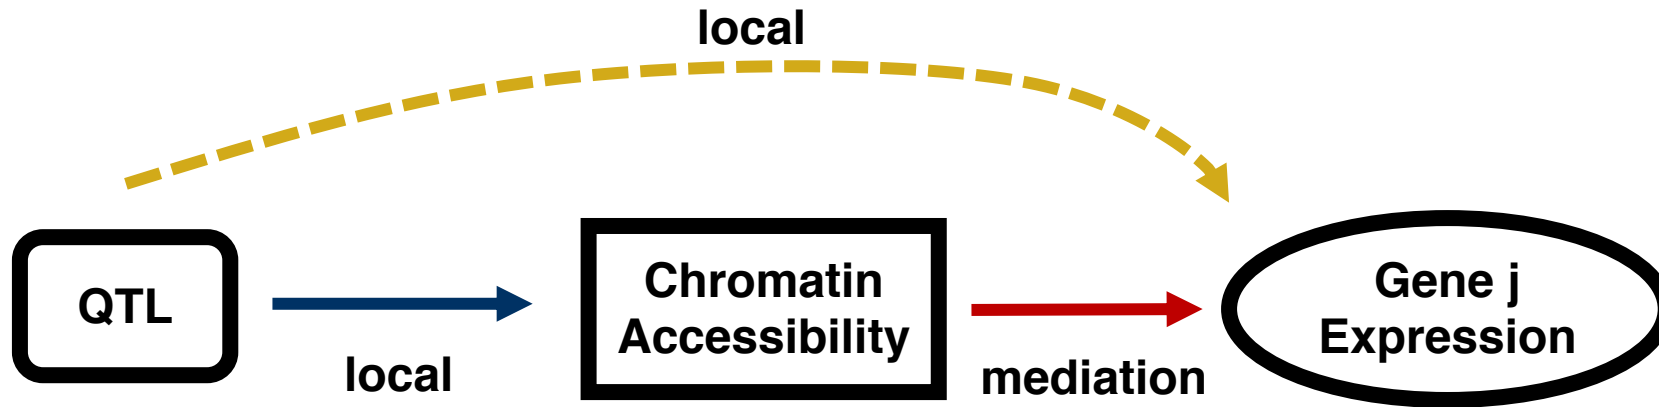 local
QTL
local
Chromatin
Accessibility
mediation
Gene j
Expression